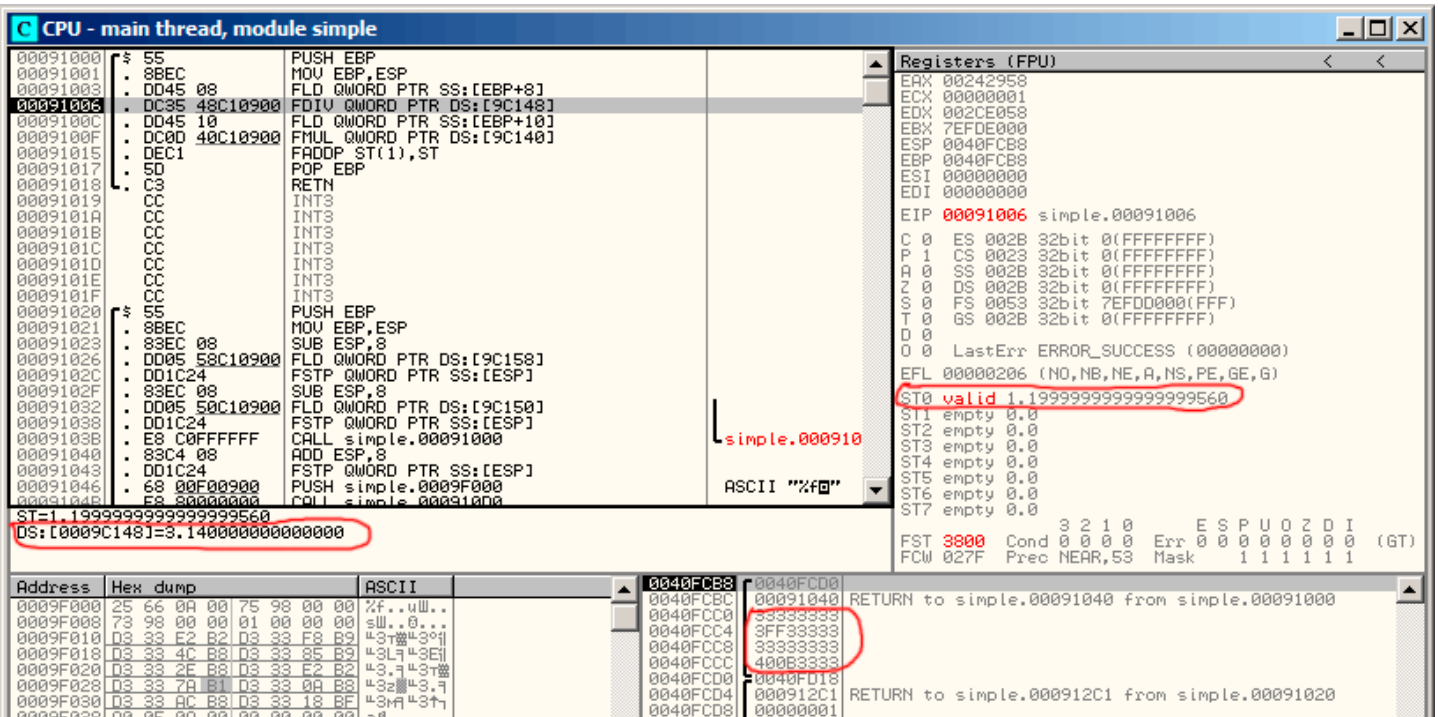 C CPU - main thread, module simple
00091000 $ 55 PUSH EBP
00091001 . 8BEC MOV EBP,ESP
00091003 . DD45 08 FLD QWORD PTR SS:[EBP+8]
00091006 . DC35 48C10900 FDIV QWORD PTR DS:[9C148]
0009100C . DD45 10 FLD QWORD PTR SS:[EBP+10]
0009100F . DC0D 40C10900 FMUL QWORD PTR DS:[9C140]
00091015 . DEC1 FADDP ST(1),ST
00091017 . 5D POP EBP
00091018 . C3 RETN
00091019 CC INT3
0009101A CC INT3
0009101B CC INT3
0009101C CC INT3
0009101D CC INT3
0009101E CC INT3
0009101F CC INT3
00091020 $ 55 PUSH EBP
00091021 . 8BEC MOV EBP,ESP
00091023 . 83EC 08 SUB ESP,8
00091026 . DD05 58C10900 FLD QWORD PTR DS:[9C158]
0009102C . DD1C24 FSTP QWORD PTR SS:[ESP]
0009102F . 83EC 08 SUB ESP,8
00091032 . DD05 50C10900 FLD QWORD PTR DS:[9C150]
00091038 . DD1C24 FSTP QWORD PTR SS:[ESP]
0009103B . E8 C0FFFFFF CALL simple.00091000 simple.000910
00091040 . 83C4 08 ADD ESP,8
00091043 . DD1C24 FSTP QWORD PTR SS:[ESP]
00091046 . 68 00F00900 PUSH simple.0009F000 ASCII "%f"
0009104B . E8 80000000 CALL simple.000910D0
ST=1.1999999999999999560
DS:[0009C148]=3.140000000000000
Registers (FPU) < <
EAX 00242958
ECX 00000001
EDX 002CE058
EBX 7EFDE000
ESP 0040FCB8
EBP 0040FCB8
ESI 00000000
EDI 00000000
EIP 00091006 simple.00091006
C 0 ES 002B 32bit 0(FFFFFFFF)
P 1 CS 0023 32bit 0(FFFFFFFF)
A 0 SS 002B 32bit 0(FFFFFFFF)
Z 0 DS 002B 32bit 0(FFFFFFFF)
S 0 FS 0053 32bit 7EFDD000(FFF)
T 0 GS 002B 32bit 0(FFFFFFFF)
D 0
O 0 LastErr ERROR_SUCCESS (00000000)
EFL 00000206 (NO,NB,NE,A,NS,PE,GE,G)
ST0 valid 1.1999999999999999560
ST1 empty 0.0
ST2 empty 0.0
ST3 empty 0.0
ST4 empty 0.0
ST5 empty 0.0
ST6 empty 0.0
ST7 empty 0.0
3 2 1 0 E S P U O Z D I
FST 3800 Cond 0 0 0 0 Err 0 0 0 0 0 0 0 0 (GT)
FCW 027F Prec NEAR,53 Mask 1 1 1 1 1 1
Address Hex dump ASCII
0009F000 25 66 0A 00 75 98 00 00
0009F008 73 98 00 00 01 00 00 00
0009F010 D3 33 E2 B2 D3 33 F8 B9
0009F018 D3 33 4C B8 D3 33 85 B9
0009F020 D3 33 2E B8 D3 33 E2 B2
0009F028 D3 33 7A B1 D3 33 0A B8
0009F030 D3 33 AC B8 D3 33 18 BF
0040FCB8 0040FCD0
0040FCBC 00091040 RETURN to simple.00091040 from simple.00091000
0040FCC0 33333333
0040FCC4 3FF33333
0040FCC8 33333333
0040FCCC 400B3333
0040FCD0 0040FD18
0040FCD4 000912C1 RETURN to simple.000912C1 from simple.00091020
0040FCD8 00000001